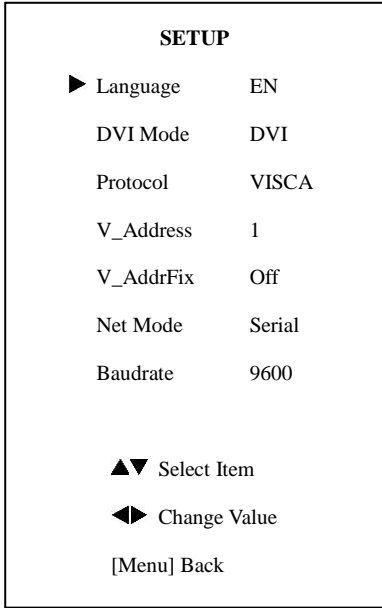 SETUP
▶ Language EN
DVI Mode DVI
Protocol VISCA
V_Address 1
V_AddrFix Off
Net Mode Serial
Baudrate 9600
▲▼ Select Item
◀▶ Change Value
[Menu] Back